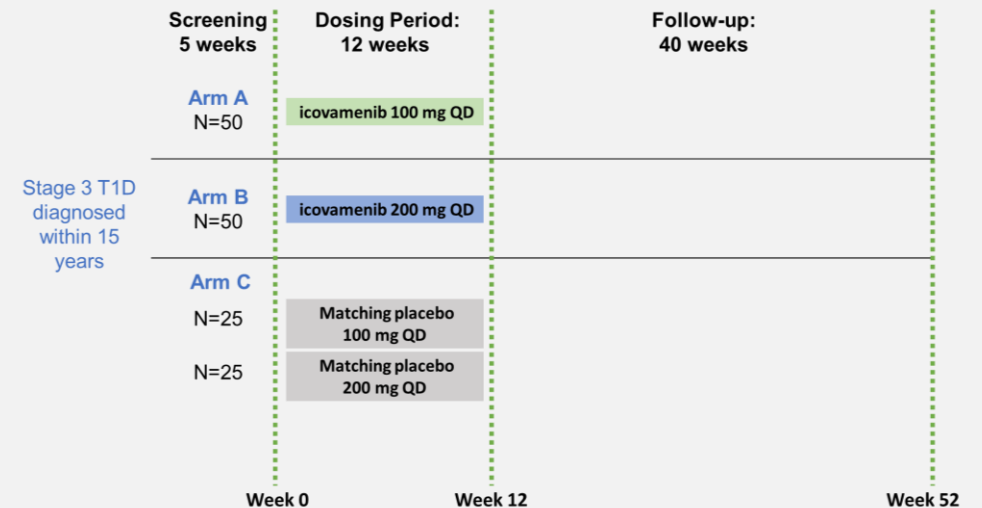 Screening
5 weeks
Dosing Period:
12 weeks
Follow-up:
40 weeks
Stage 3 T1D
diagnosed
within 15
years
Arm A
N=50
icovamenib 100 mg QD
Arm B
N=50
icovamenib 200 mg QD
Arm C
N=25
Matching placebo
100 mg QD
N=25
Matching placebo
200 mg QD
Week 0
Week 12
Week 52